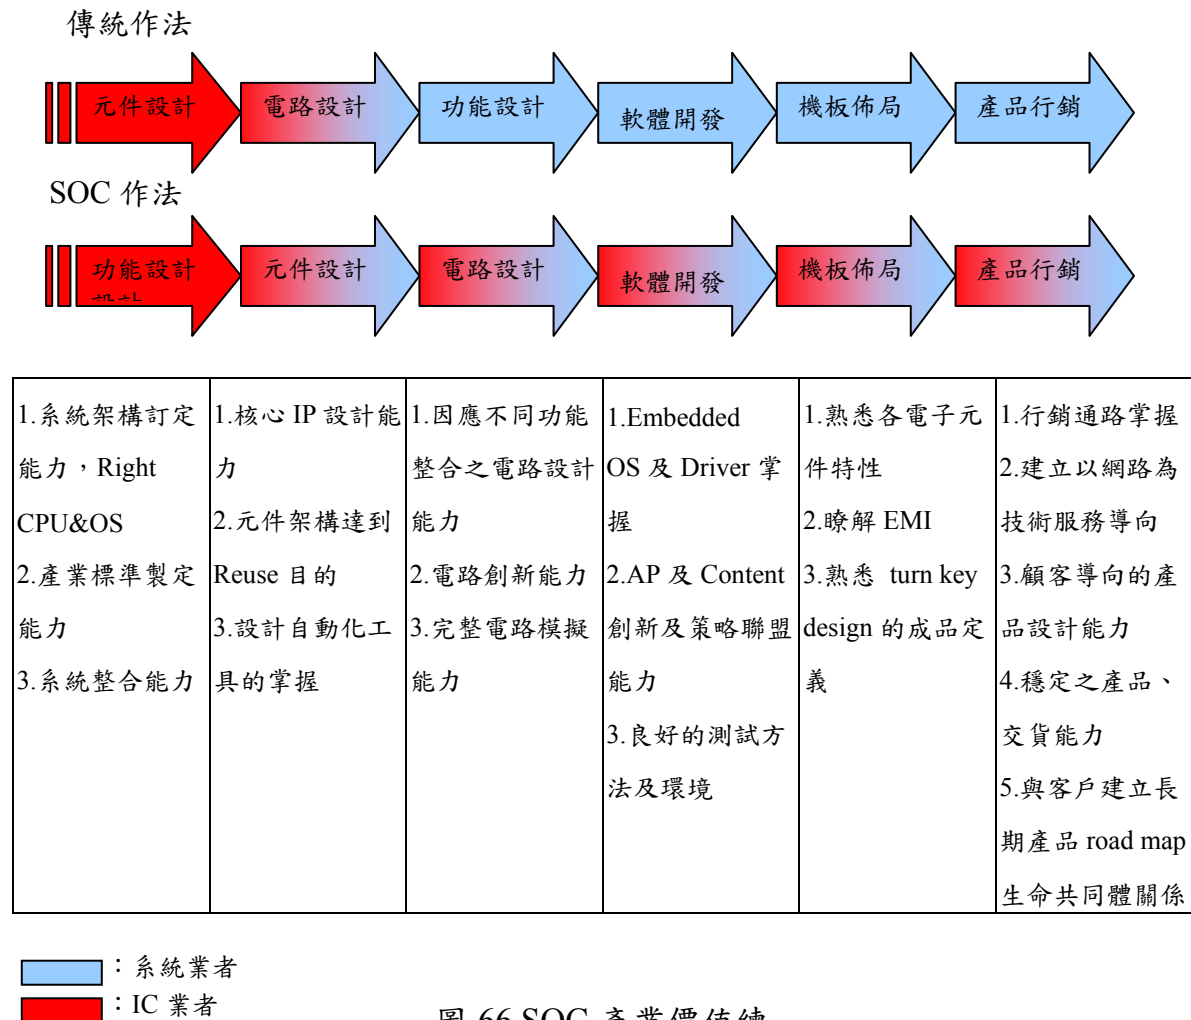 傳統作法
元件設計
電路設計
功能設計
軟體開發
機板佈局
產品行銷
SOC 作法
功能設計
元件設計
電路設計
軟體開發
機板佈局
產品行銷
1.系統架構訂定
能力,Right
CPU&OS
2.產業標準製定
能力
3.系統整合能力
1.核心 IP 設計能
力
2.元件架構達到
Reuse 目的
3.設計自動化工
具的掌握
1.因應不同功能
整合之電路設計
能力
2.電路創新能力
3.完整電路模擬
能力
1.Embedded
OS 及 Driver 掌
握
2.AP 及 Content
創新及策略聯盟
能力
3.良好的測試方
法及環境
1.熟悉各電子元
件特性
2.瞭解 EMI
3.熟悉 turn key
design 的成品定
義
1.行銷通路掌握
2.建立以網路為
技術服務導向
3.顧客導向的產
品設計能力
4.穩定之產品、
交貨能力
5.與客戶建立長
期產品 road map
生命共同體關係
:系統業者
:IC 業者
圖 66 SOC 產業價值鏈